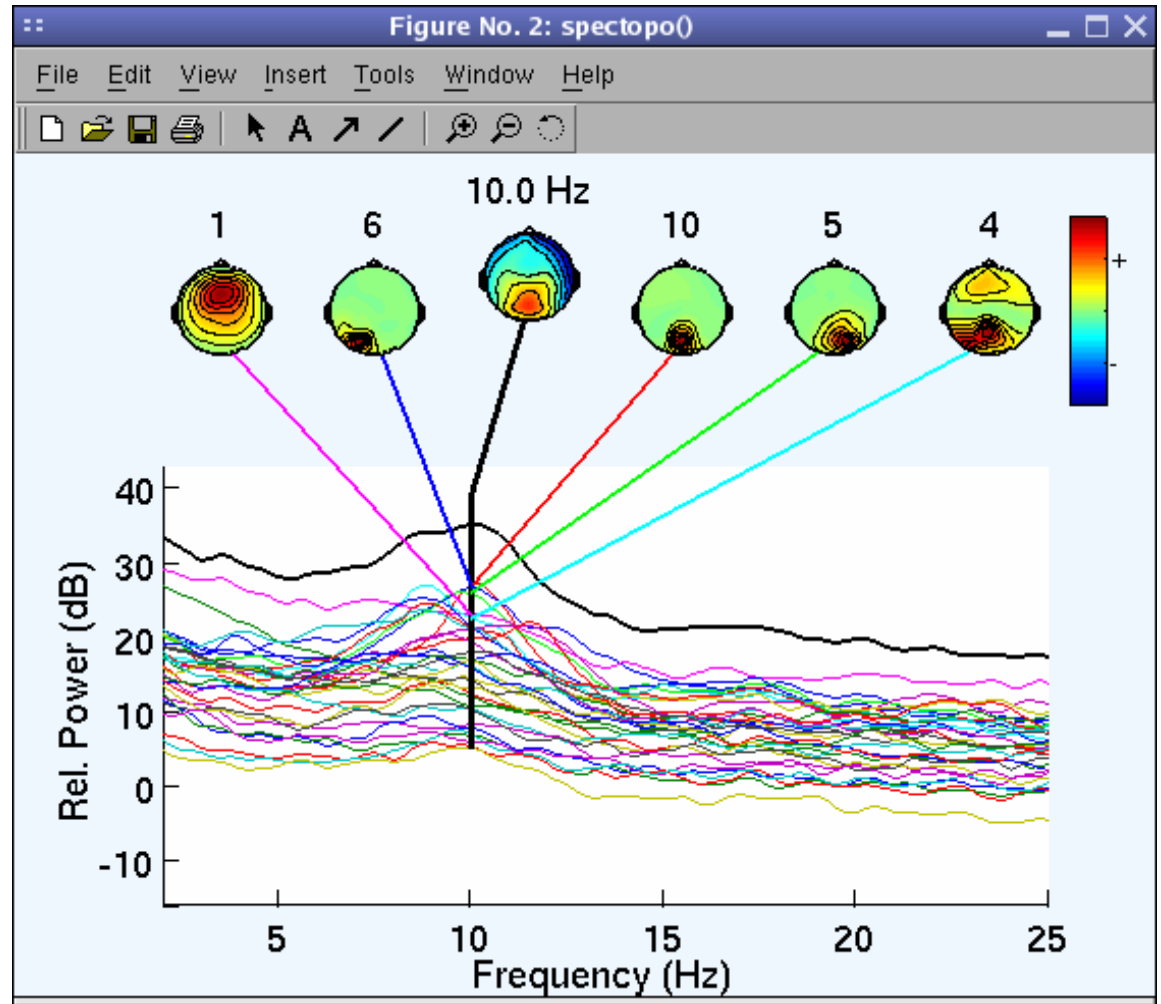 Figure No. 2: spectopo()
File Edit View Insert Tools Window Help
A
10.0 Hz
1 6 10 5 4
+
-
40
30
20
10
0
-10
Rel. Power (dB)
5 10 15 20 25
Frequency (Hz)